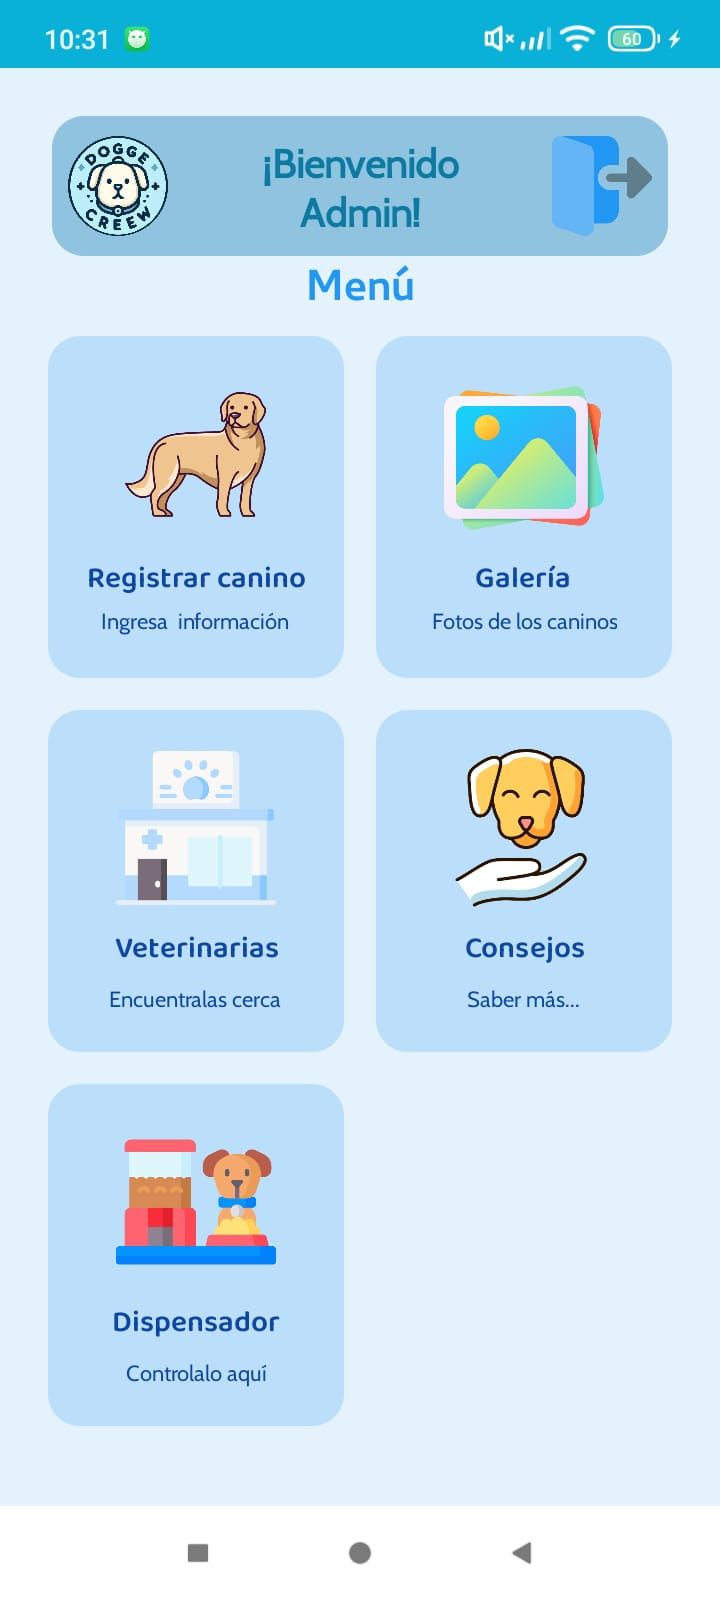 10:31
60
DOGGE
CREEW
¡Bienvenido
Admin!
Menú
Registrar canino
Ingresa  información
Galería
Fotos de los caninos
Veterinarias
Encuentralas cerca
Consejos
Saber más...
Dispensador
Controlalo aquí